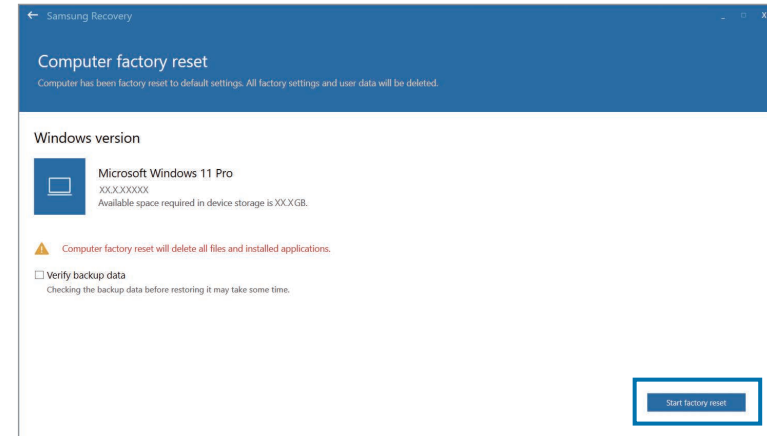 Samsung Recovery
Computer factory reset
Computer has been factory reset to default settings. All factory settings and user data will be deleted.
Windows version
Microsoft Windows 11 Pro
XX.X.XXXXX
Available space required in device storage is XX.X GB.
Computer factory reset will delete all files and installed applications.
Verify backup data
Checking the backup data before restoring it may take some time.
Start factory reset